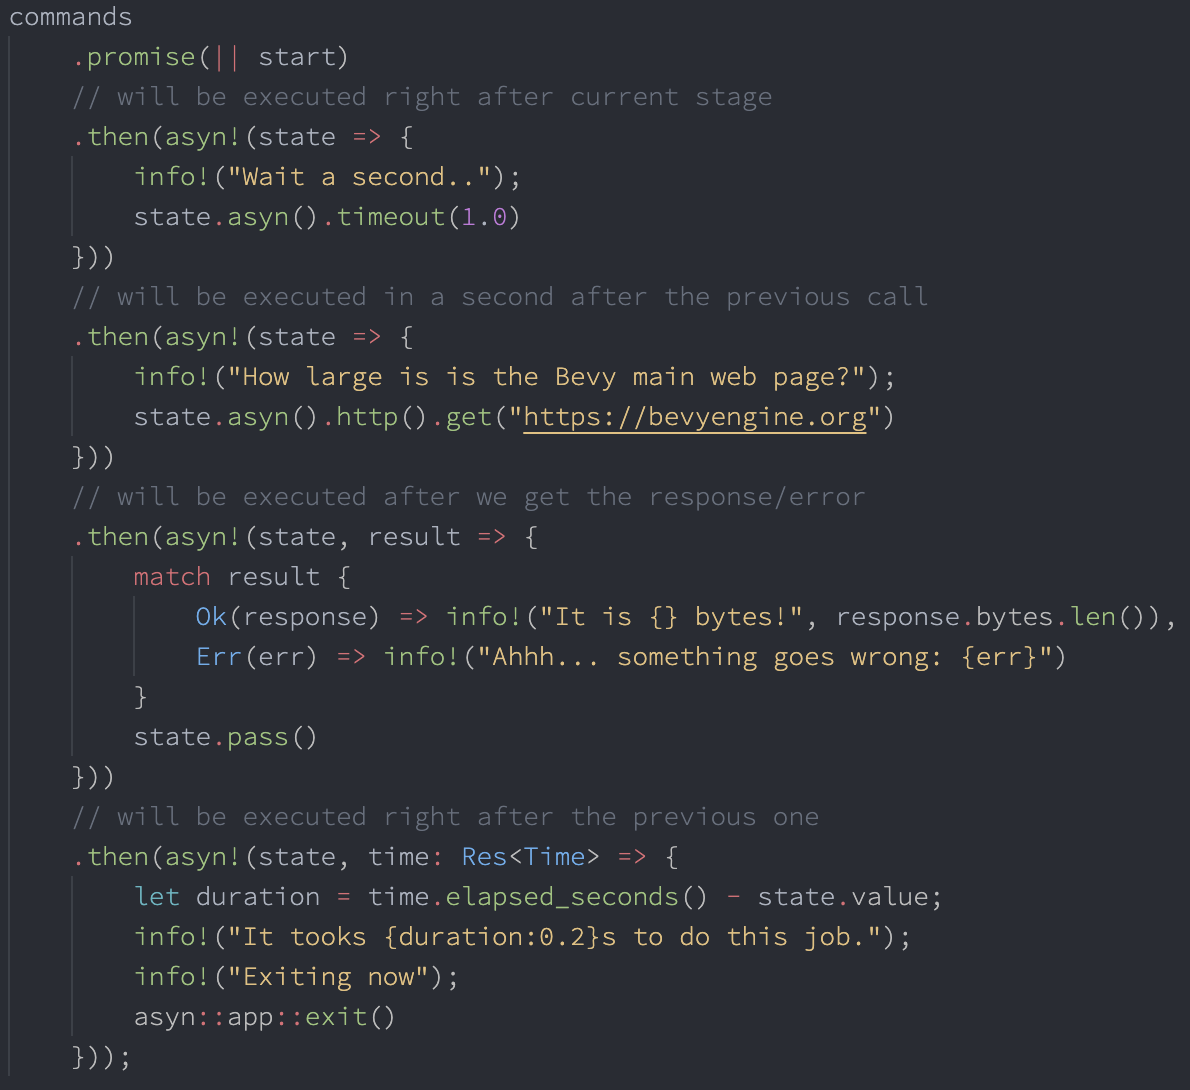 commands
    .promise(|| start)
    // will be executed right after current stage
    .then(asyn!(state => {
        info!("Wait a second..");
        state.asyn().timeout(1.0)
    }))
    // will be executed in a second after the previous call
    .then(asyn!(state => {
        info!("How large is is the Bevy main web page?");
        state.asyn().http().get("https://bevyengine.org")
    }))
    // will be executed after we get the response/error
    .then(asyn!(state, result => {
        match result {
            Ok(response) => info!("It is {} bytes!", response.bytes.len()),
            Err(err) => info!("Ahhh... something goes wrong: {err}")
        }
        state.pass()
    }))
    // will be executed right after the previous one
    .then(asyn!(state, time: Res<Time> => {
        let duration = time.elapsed_seconds() - state.value;
        info!("It tooks {duration:0.2}s to do this job.");
        info!("Exiting now");
        asyn::app::exit()
    }));